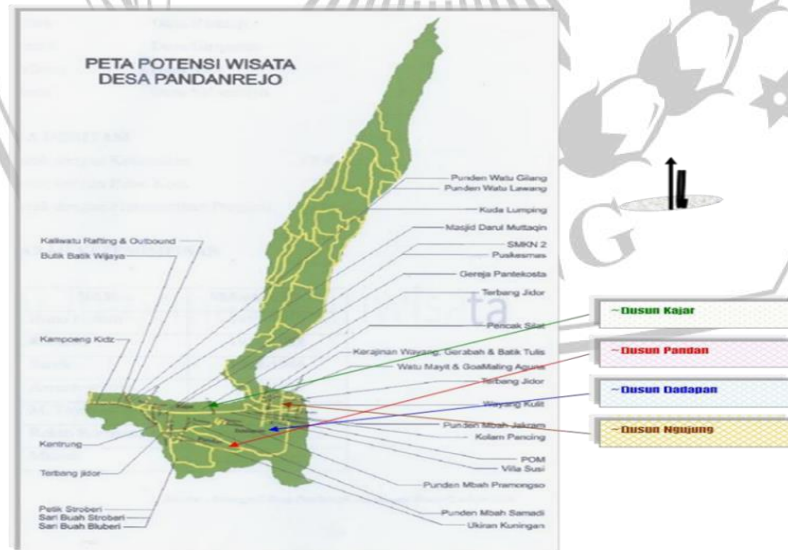 PETA POTENSI WISATA
DESA PANDANREJO
Punden Watu Gilang
Punden Watu Lawang
Kuda Lumping
Masjid Darul Muttaqin
SMKN 2
Puskesmas
Gereja Pantekosta
Terbang Jidor
Pencak Silat
Kerajinan Wayang, Gerabah & Batik Tulis
Watu Mayit & GoaMaling Aguna
Terbang Jidor
Wayang Kulit
Punden Mbah Jakram
Kolam Pancing
POM
Villa Susi
Punden Mbah Pramongso
Punden Mbah Samadi
Ukiran Kuningan
Kaliwatu Rafting & Outbound
Butik Batik Wijaya
Kampoeng Kidz
Kentrung
Terbang jidor
Petik Stroberi
Sari Buah Strobari
Sari Buah Bluberi
~Dusun Kajar
~Dusun Pandan
~Dusun Dadapan
~Dusun Ngujung
U
G
ta